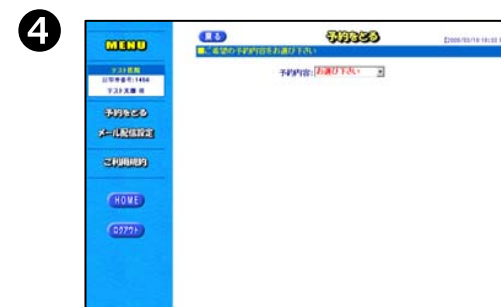 ❹
MENU
テスト医院
診察券番号:1456
テスト太郎 様
予約をとる
メール配信設定
ご利用規約
HOME
ログアウト
戻る
予約をとる
■ご希望の予約内容をお選び下さい
予約内容:お選び下さい